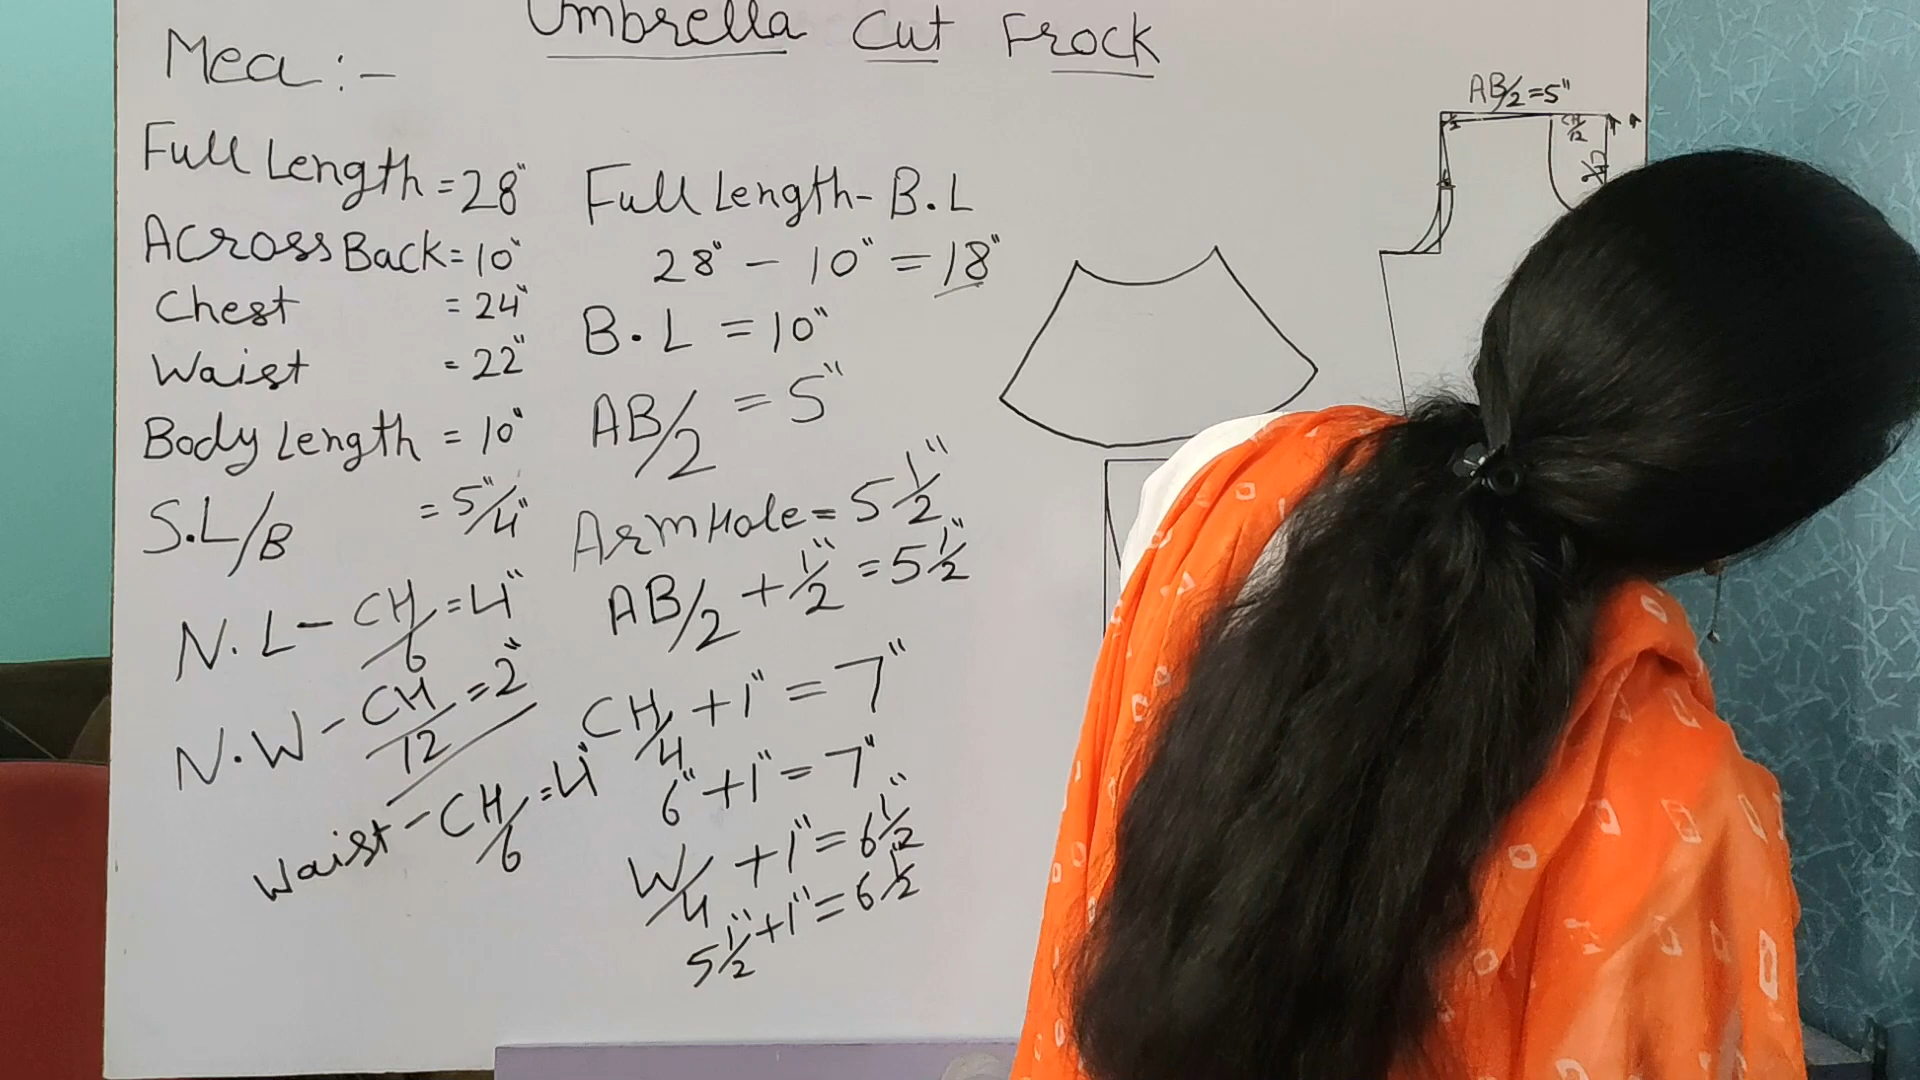 Umbrella Cut Frock
Mea:-
Full Length = 28"
Across Back = 10"
Chest = 24"
Waist = 22"
Body Length = 10"
S.L/B = 5"/4"
N.L - CH/6 = 4"
N.W - CH/12 = 2"
Waist - CH/6 = 4"
Full Length - B.L
28" - 10" = 18"
B.L = 10"
AB/2 = 5"
ArmHole = 5 1/2"
AB/2 + 1/2" = 5 1/2"
CH/4 + 1" = 7"
6" + 1" = 7"
W/4 + 1" = 6 1/2"
5 1/2" + 1" = 6 1/2
AB/2 = 5"
CH/12